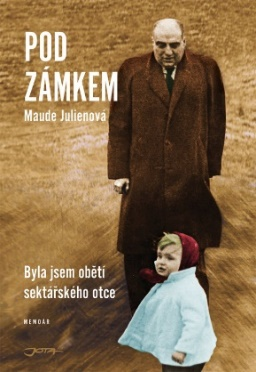 POD
ZÁMKEM
Maude Julienová
Byla jsem obětí
sektářského otce
MEMOÁR
JOTA